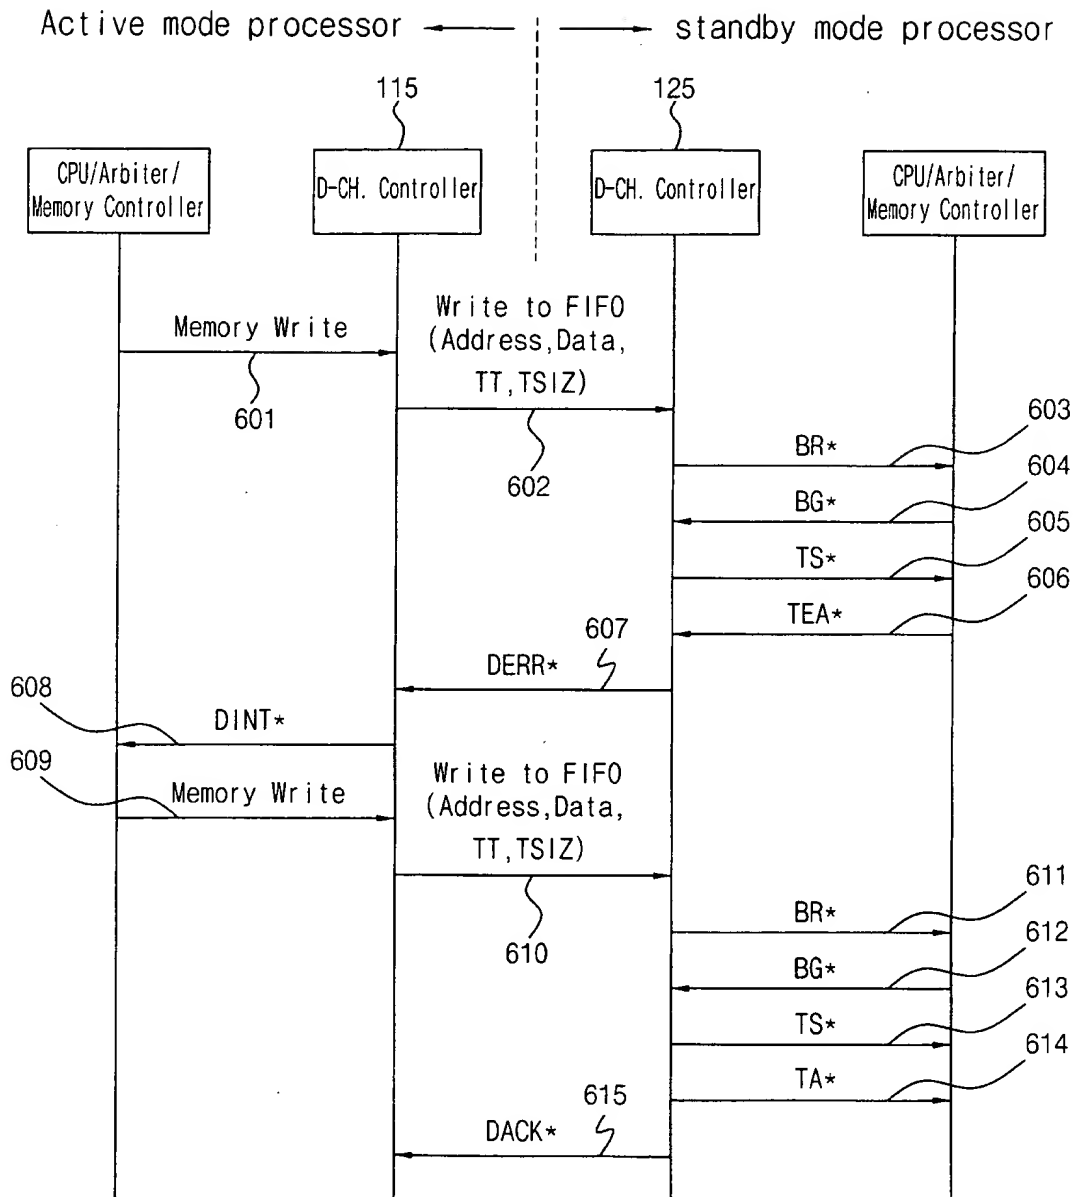 Active mode processor
standby mode processor
115
125
CPU/Arbiter/
Memory Controller
D-CH. Controller
D-CH. Controller
CPU/Arbiter/
Memory Controller
Memory Write
601
Write to FIFO
(Address,Data,
TT,TSIZ)
602
BR*
603
BG*
604
TS*
605
TEA*
606
DERR*
607
DINT*
608
Memory Write
609
Write to FIFO
(Address,Data,
TT,TSIZ)
610
BR*
611
BG*
612
TS*
613
TA*
614
DACK*
615